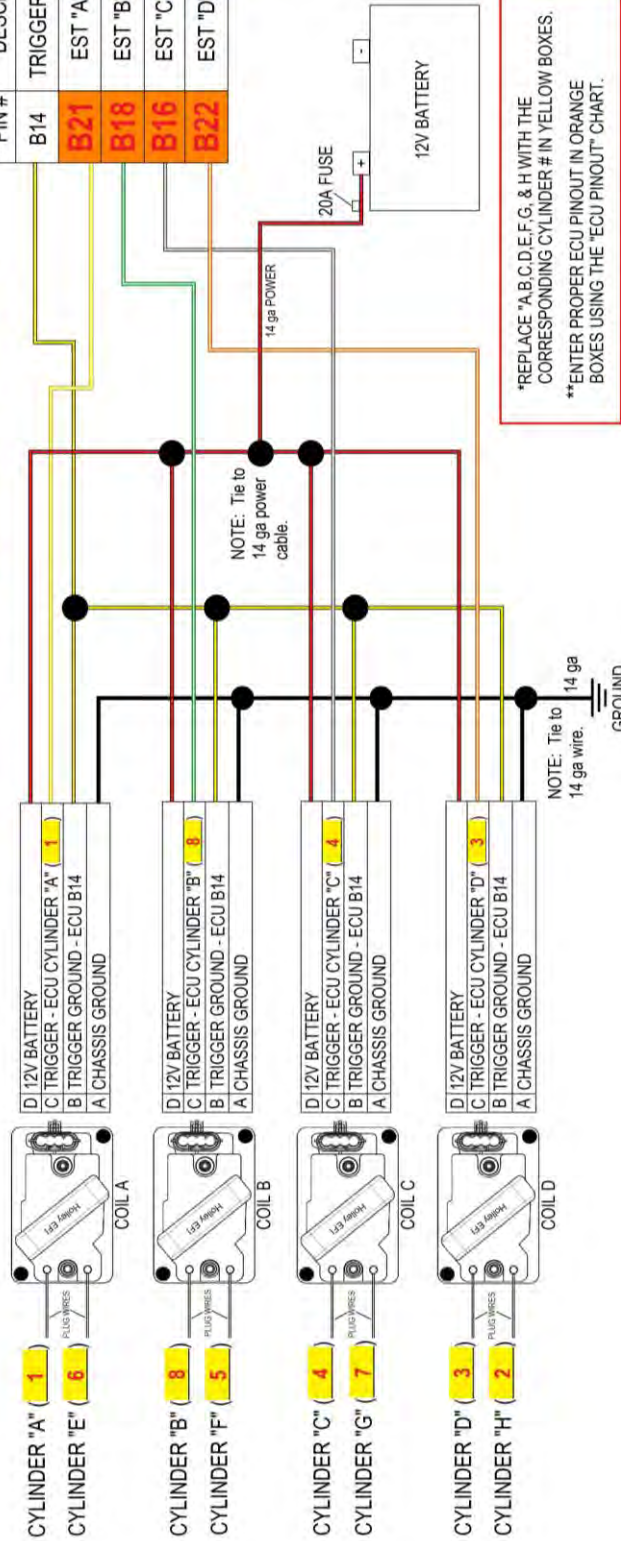 PIN #
B14 TRIGGER
B21 EST "A
B18 EST "B
B16 EST "C
B22 EST "D
CYLINDER "A" ( 1 )
CYLINDER "E" ( 6 )
PLUG WIRES
Holley EFI
COIL A
D 12V BATTERY
C TRIGGER - ECU CYLINDER "A" ( 1 )
B TRIGGER GROUND - ECU B14
A CHASSIS GROUND
CYLINDER "B" ( 8 )
CYLINDER "F" ( 5 )
PLUG WIRES
Holley EFI
COIL B
D 12V BATTERY
C TRIGGER - ECU CYLINDER "B" ( 8 )
B TRIGGER GROUND - ECU B14
A CHASSIS GROUND
CYLINDER "C" ( 4 )
CYLINDER "G" ( 7 )
PLUG WIRES
Holley EFI
COIL C
D 12V BATTERY
C TRIGGER - ECU CYLINDER "C" ( 4 )
B TRIGGER GROUND - ECU B14
A CHASSIS GROUND
CYLINDER "D" ( 3 )
CYLINDER "H" ( 2 )
PLUG WIRES
Holley EFI
COIL D
D 12V BATTERY
C TRIGGER - ECU CYLINDER "D" ( 3 )
B TRIGGER GROUND - ECU B14
A CHASSIS GROUND
NOTE: Tie to
14 ga power
cable.
14 ga POWER
20A FUSE
+
-
12V BATTERY
NOTE: Tie to
14 ga wire.
14 ga
GROUND
*REPLACE "A,B,C,D,E,F,G, & H WITH THE
CORRESPONDING CYLINDER # IN YELLOW BOXES.
**ENTER PROPER ECU PINOUT IN ORANGE
BOXES USING THE "ECU PINOUT" CHART.